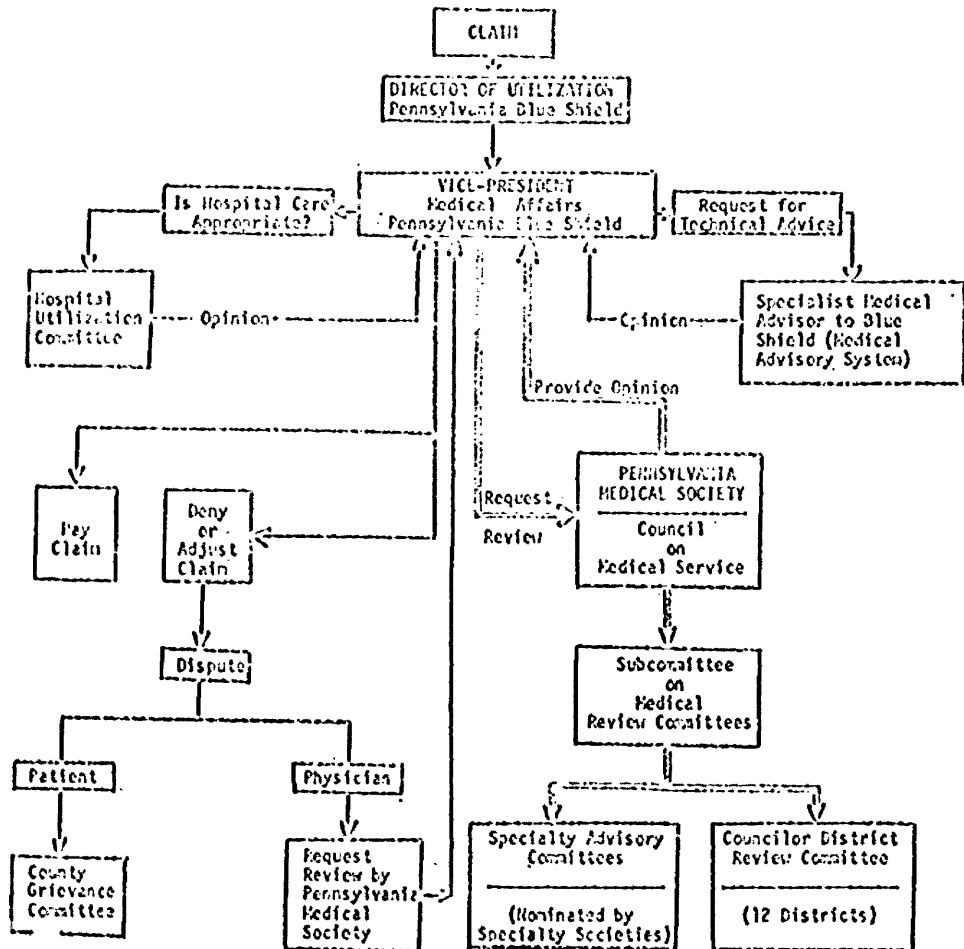 CLAIM
DIRECTOR OF UTILIZATION
Pennsylvania Blue Shield
VICE-PRESIDENT
Medical Affairs
Pennsylvania Blue Shield
Is Hospital Care
Appropriate?
Request for
Technical Advice
Hospital
Utilization
Committee
Opinion
Opinion
Specialist Medical
Advisor to Blue
Shield (Medical
Advisory System)
Provide Opinion
PENNSYLVANIA
MEDICAL SOCIETY
Council
on
Medical Service
Request
Review
Pay
Claim
Deny
or
Adjust
Claim
Dispute
Subcommittee
on
Medical
Review Committees
Patient
Physician
County
Grievance
Committee
Request
Review by
Pennsylvania
Medical
Society
Specialty Advisory
Committees
(Nominated by
Specialty Societies)
Councilor District
Review Committee
(12 Districts)